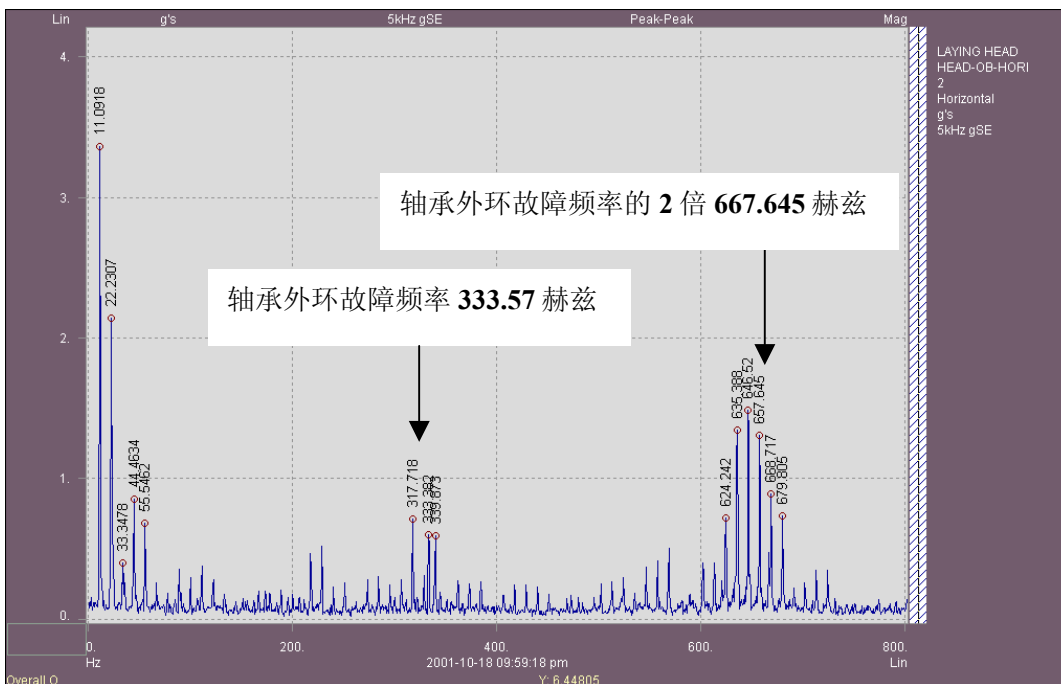 Lin g's 5kHz gSE Peak-Peak Mag
LAYING HEAD
HEAD-OB-HORI
2
Horizontal
g's
5kHz gSE
4.
3.
2.
1.
0.
11.0918
22.2307
33.3478
44.4634
55.5462
轴承外环故障频率的 2 倍 667.645 赫兹
轴承外环故障频率 333.57 赫兹
317.718
333.382
339.873
624.242
635.388
646.52
657.645
668.717
679.805
0. 200. 400. 600. 800.
Hz 2001-10-18 09:59:18 pm Lin
Overall 0 Y: 6.44805